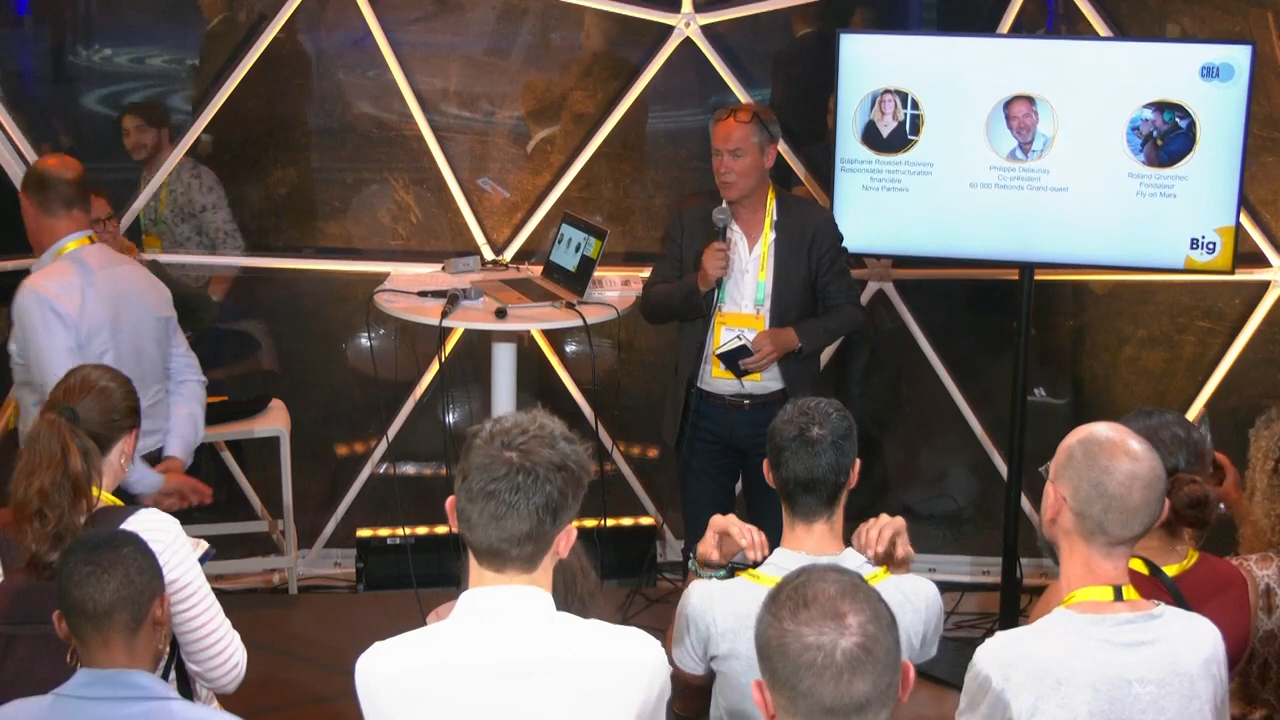 CREA
Stéphanie Rousset-Rouviere
Responsable restructuration
financière
Nova Partners
Philippe Delaunay
Co-président
60 000 Rebonds Grand-ouest
Roland Grunchec
Fondateur
Fly on Mars
Big